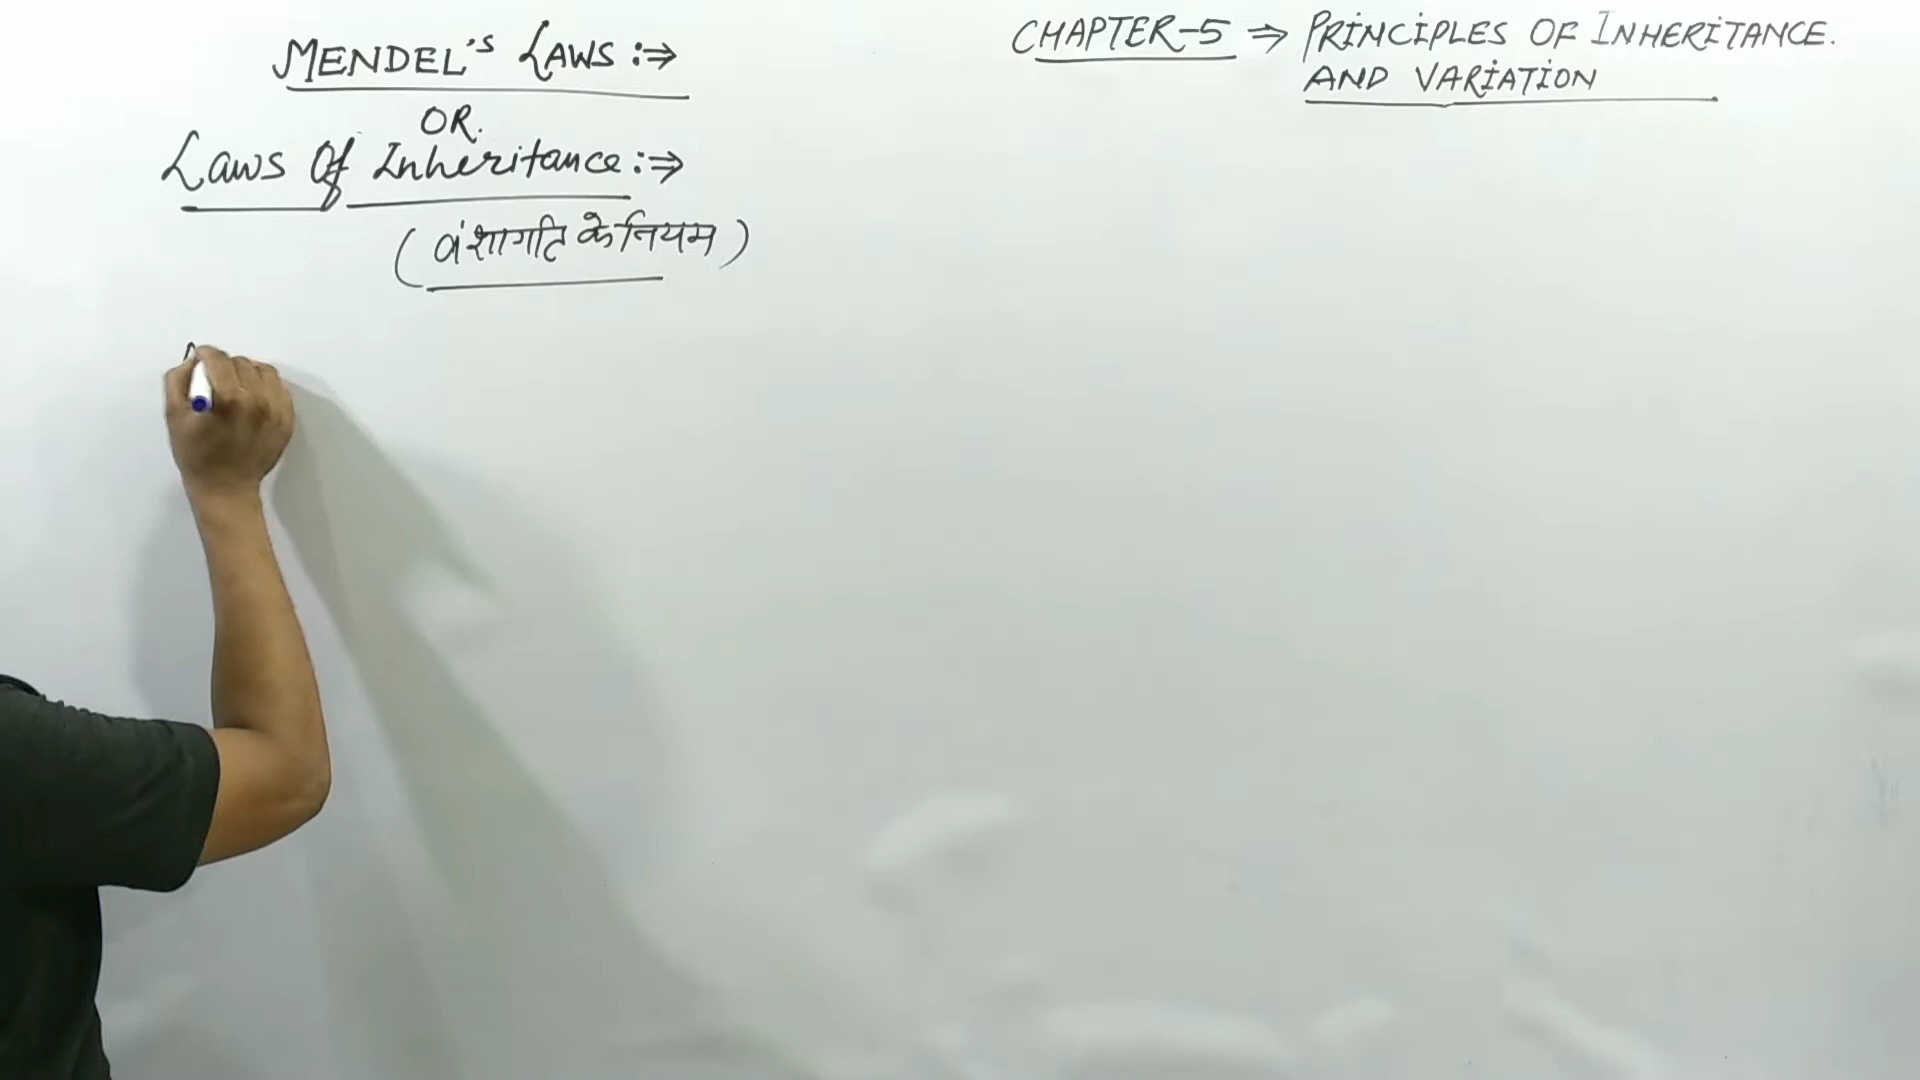 MENDEL'S LAWS :⇒
OR.
Laws Of Inheritance :⇒
( वंशागति के नियम )
CHAPTER-5 ⇒ PRINCIPLES OF INHERITANCE.
AND VARIATION